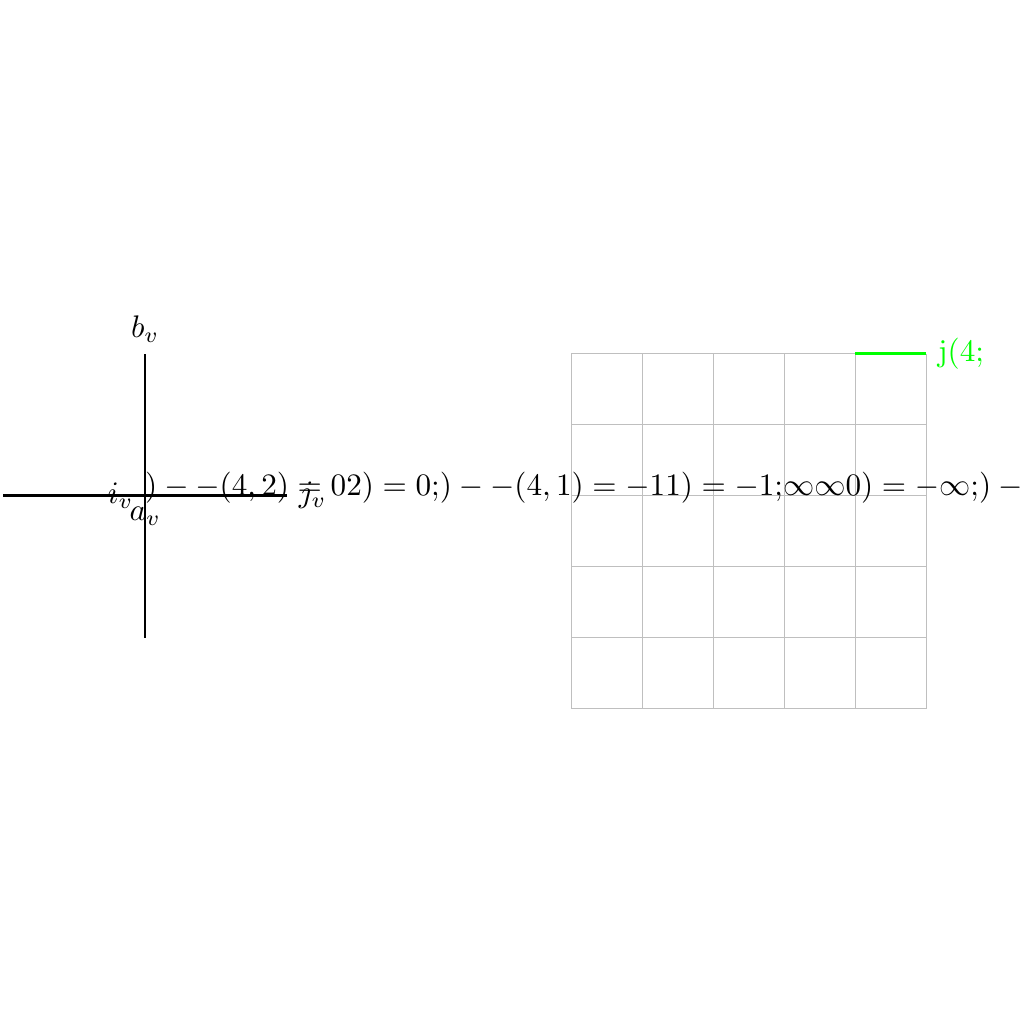 b_v
j(4;
i_v
)−−(4,2)=02)=0;)−−(4,1)=−11)=−1;∞∞0)=−∞;)−
j_v
a_v